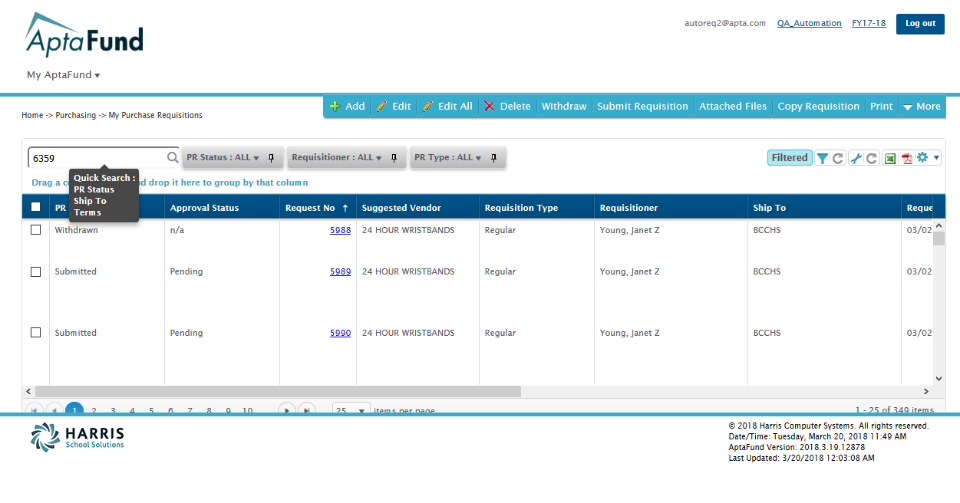 AptaFund
autoreq2@apta.com QA_Automation FY17-18 Log out
My AptaFund
Home -> Purchasing -> My Purchase Requisitions
Add Edit Edit All Delete Withdraw Submit Requisition Attached Files Copy Requisition Print More
6359 PR Status : ALL Requisitioner : ALL PR Type : ALL Filtered
Quick Search :
PR Status
Ship To
Terms
Drag a c d drop it here to group by that column
PR Approval Status Request No ↑ Suggested Vendor Requisition Type Requisitioner Ship To Reque
Withdrawn n/a 5988 24 HOUR WRISTBANDS Regular Young, Janet Z BCCHS 03/02
Submitted Pending 5989 24 HOUR WRISTBANDS Regular Young, Janet Z BCCHS 03/02
Submitted Pending 5990 24 HOUR WRISTBANDS Regular Young, Janet Z BCCHS 03/02
1 2 3 4 5 6 7 8 9 10 25 items per page 1 - 25 of 349 items
HARRIS
School Solutions
© 2018 Harris Computer Systems. All rights reserved.
Date/Time: Tuesday, March 20, 2018 11:49 AM
AptaFund Version: 2018.3.19.12878
Last Updated: 3/20/2018 12:03:08 AM